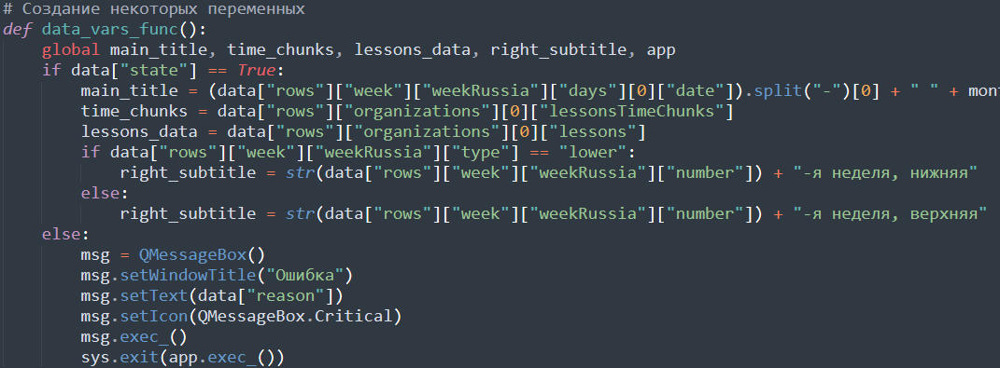 # Создание некоторых переменных
def data_vars_func():
    global main_title, time_chunks, lessons_data, right_subtitle, app
    if data["state"] == True:
        main_title = (data["rows"]["week"]["weekRussia"]["days"][0]["date"]).split("-")[0] + " " + mont
        time_chunks = data["rows"]["organizations"][0]["lessonsTimeChunks"]
        lessons_data = data["rows"]["organizations"][0]["lessons"]
        if data["rows"]["week"]["weekRussia"]["type"] == "lower":
            right_subtitle = str(data["rows"]["week"]["weekRussia"]["number"]) + "-я неделя, нижняя"
        else:
            right_subtitle = str(data["rows"]["week"]["weekRussia"]["number"]) + "-я неделя, верхняя"
    else:
        msg = QMessageBox()
        msg.setWindowTitle("Ошибка")
        msg.setText(data["reason"])
        msg.setIcon(QMessageBox.Critical)
        msg.exec_()
        sys.exit(app.exec_())